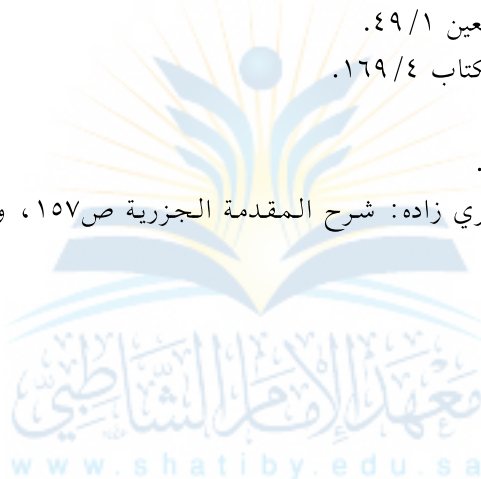 عين ١/ ٤٩.
كتاب ٤/ ١٦٩.
.
ري زاده: شرح المقدمة الجزرية ص١٥٧، و
معهد الإمام الشاطبي
www.shatiby.edu.sa